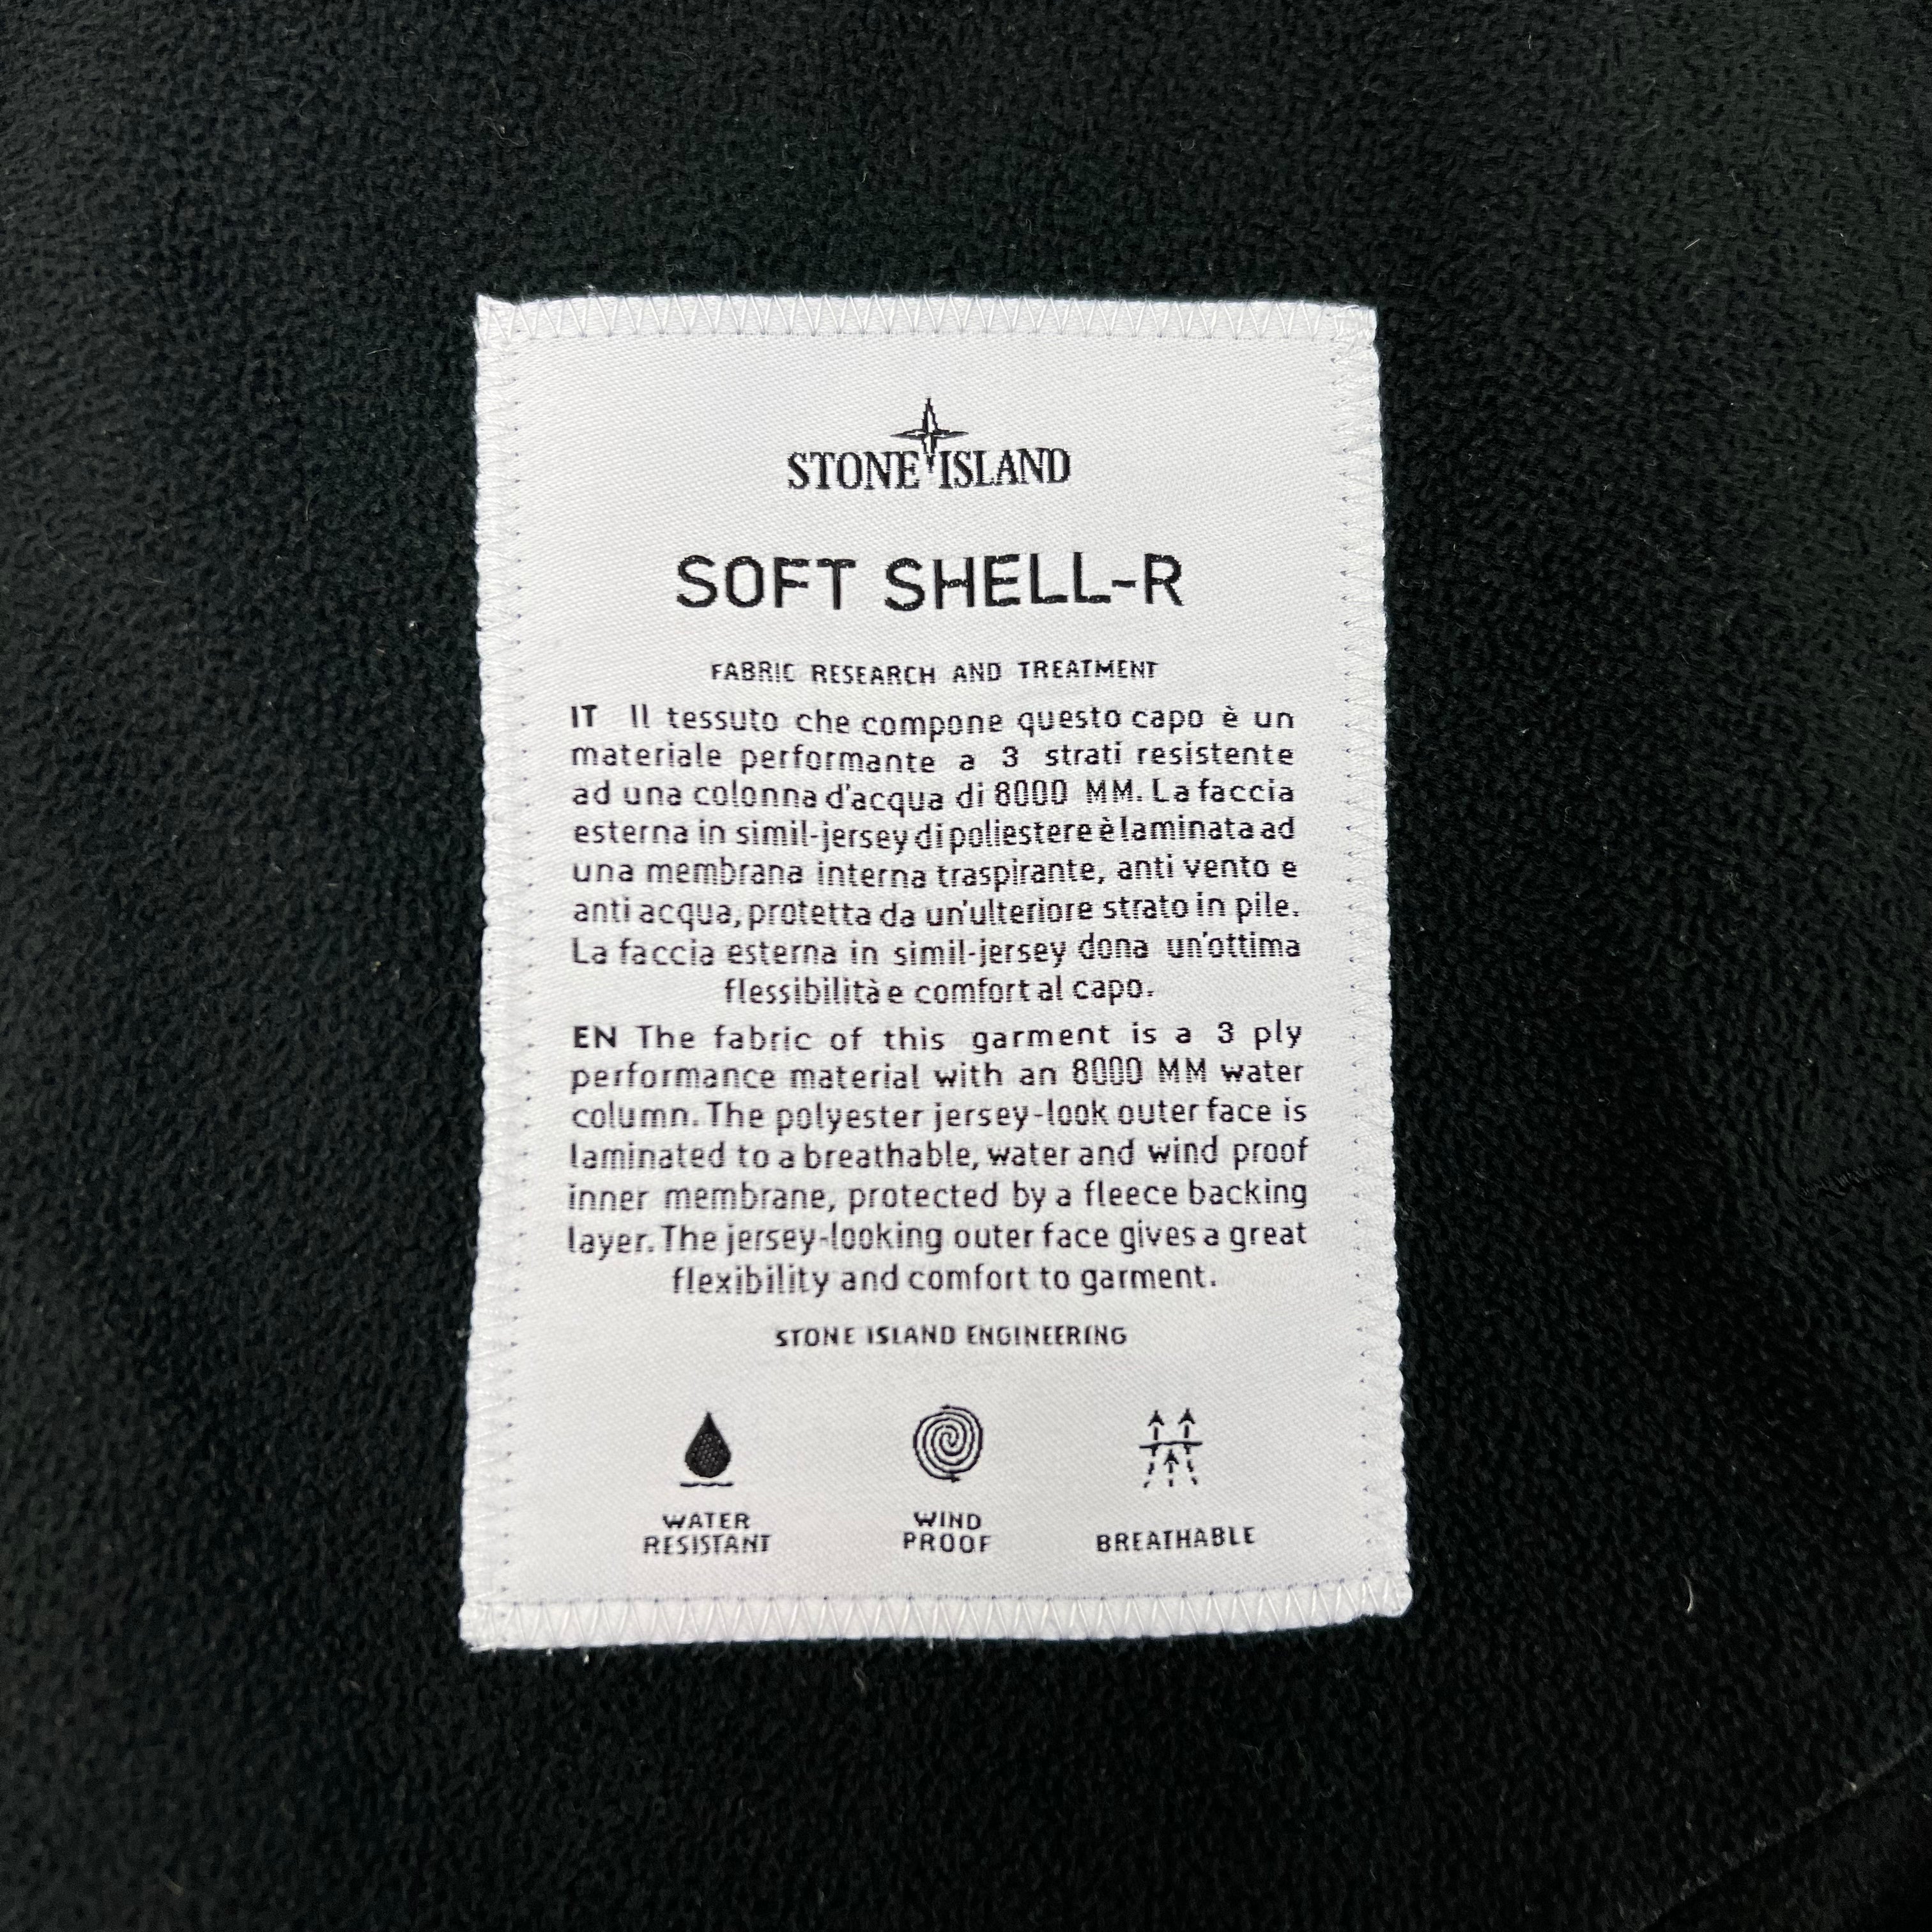 STONE ISLAND
SOFT SHELL-R
FABRIC RESEARCH AND TREATMENT
IT Il tessuto che compone questo capo è un
materiale performante a 3 strati resistente
ad una colonna d'acqua di 8000 MM. La faccia
esterna in simil-jersey di poliestere è laminata ad
una membrana interna traspirante, anti vento e
anti acqua, protetta da un'ulteriore strato in pile.
La faccia esterna in simil-jersey dona un'ottima
flessibilità e comfort al capo.
EN The fabric of this garment is a 3 ply
performance material with an 8000 MM water
column. The polyester jersey-look outer face is
laminated to a breathable, water and wind proof
inner membrane, protected by a fleece backing
layer. The jersey-looking outer face gives a great
flexibility and comfort to garment.
STONE ISLAND ENGINEERING
WATER
RESISTANT
WIND
PROOF
BREATHABLE